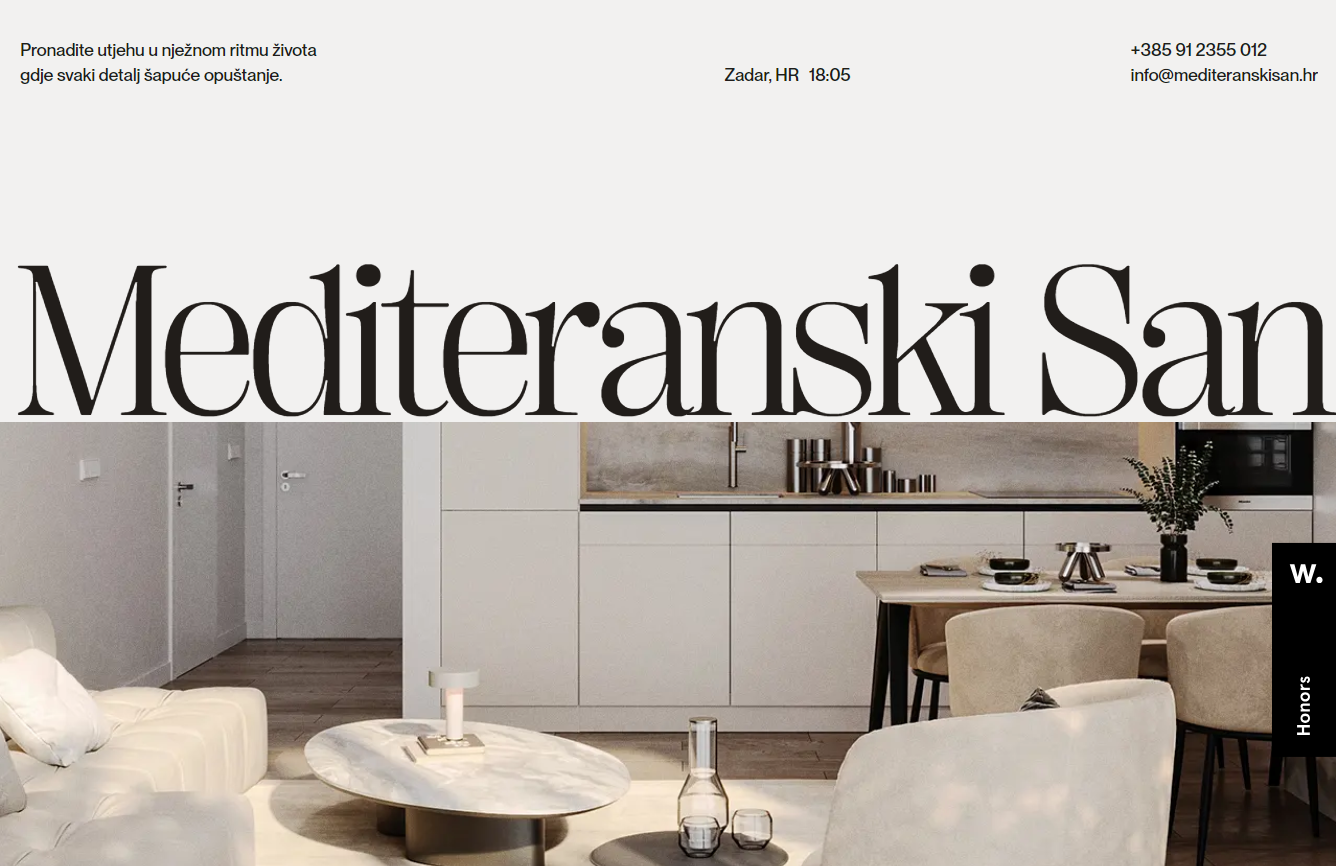 Pronađite utjehu u nježnom ritmu života
gdje svaki detalj šapuće opuštanje.
Zadar, HR 18:05
+385 91 2355 012
info@mediteranskisan.hr
Mediteranski San
W.
Honors